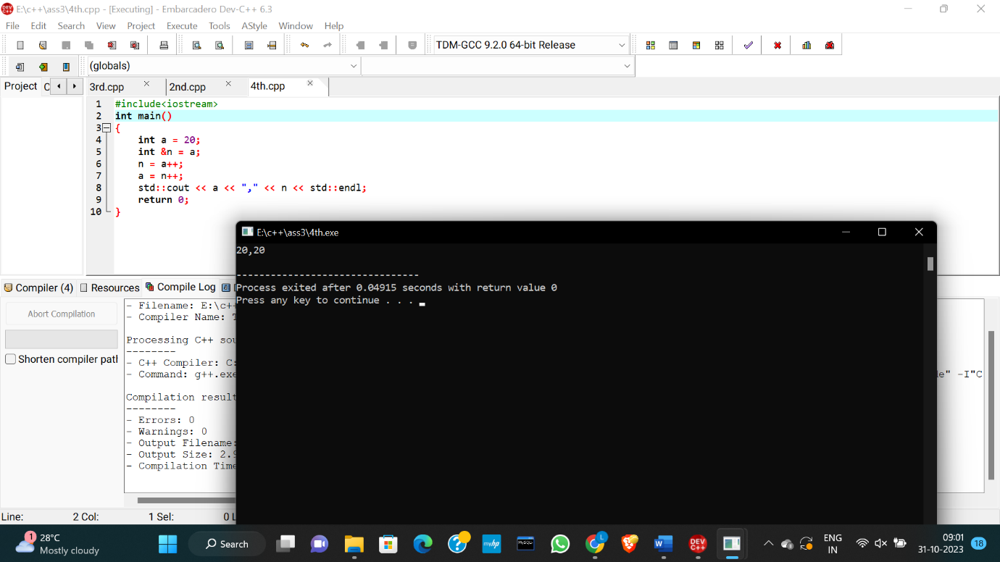 E:\c++\ass3\4th.cpp - [Executing] - Embarcadero Dev-C++ 6.3
File Edit Search View Project Execute Tools AStyle Window Help
TDM-GCC 9.2.0 64-bit Release
(globals)
Project C 3rd.cpp 2nd.cpp 4th.cpp
1 #include<iostream>
2 int main()
3 {
4 int a = 20;
5 int &n = a;
6 n = a++;
7 a = n++;
8 std::cout << a << "," << n << std::endl;
9 return 0;
10 }
E:\c++\ass3\4th.exe
20,20
--------------------------------
Process exited after 0.04915 seconds with return value 0
Press any key to continue . . .
Compiler (4) Resources Compile Log
Abort Compilation
Shorten compiler path
- Filename: E:\c++
- Compiler Name: T
Processing C++ sou
--------
- C++ Compiler: C:
- Command: g++.exe
le" -I"C
Compilation result
--------
- Errors: 0
- Warnings: 0
- Output Filename:
- Output Size: 2.9
- Compilation Time
Line: 2 Col: 1 Sel: 0 L
1
28°C
Mostly cloudy
Search
myhp
MySQL
L
W
DEV C++
ENG
IN
09:01
31-10-2023
18